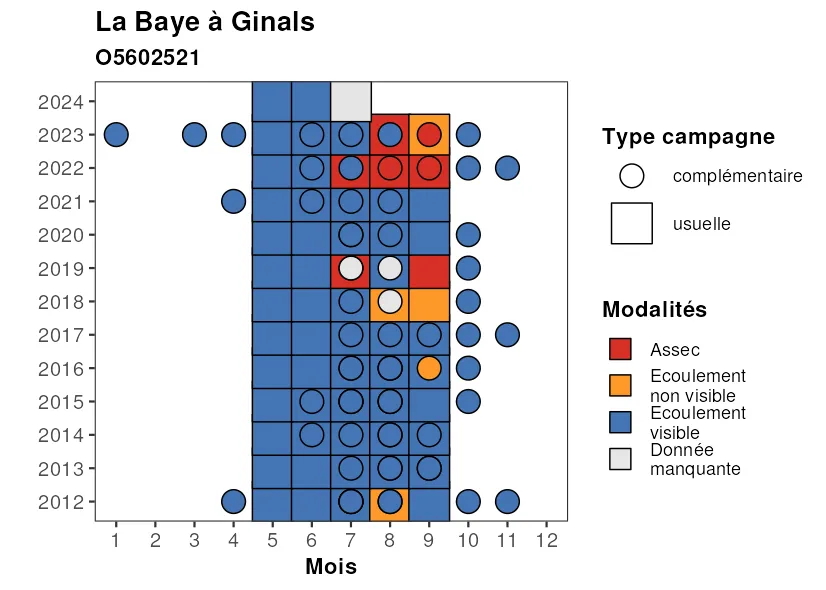 La Baye à Ginals
O5602521
2024
2023
2022
2021
2020
2019
2018
2017
2016
2015
2014
2013
2012
1 2 3 4 5 6 7 8 9 10 11 12
Mois
Type campagne
complémentaire
usuelle
Modalités
Assec
Ecoulement
non visible
Ecoulement
visible
Donnée
manquante